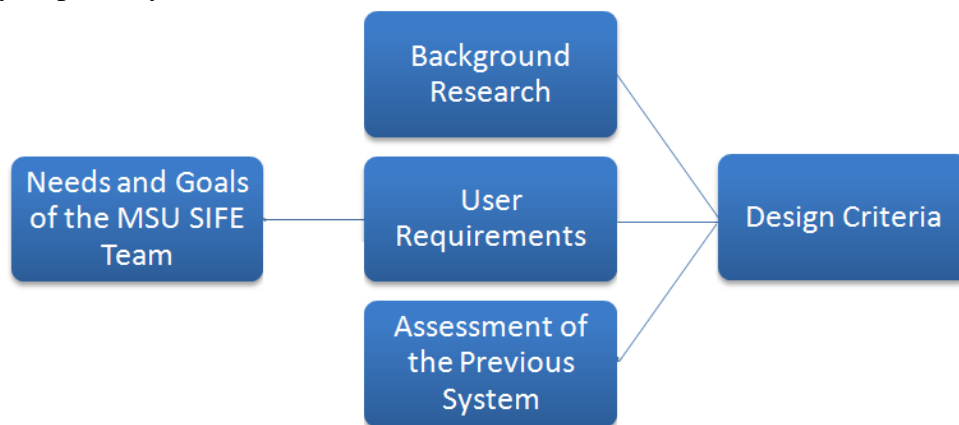 Background
Research
Needs and Goals
of the MSU SIFE
Team
User
Requirements
Design Criteria
Assessment of
the Previous
System